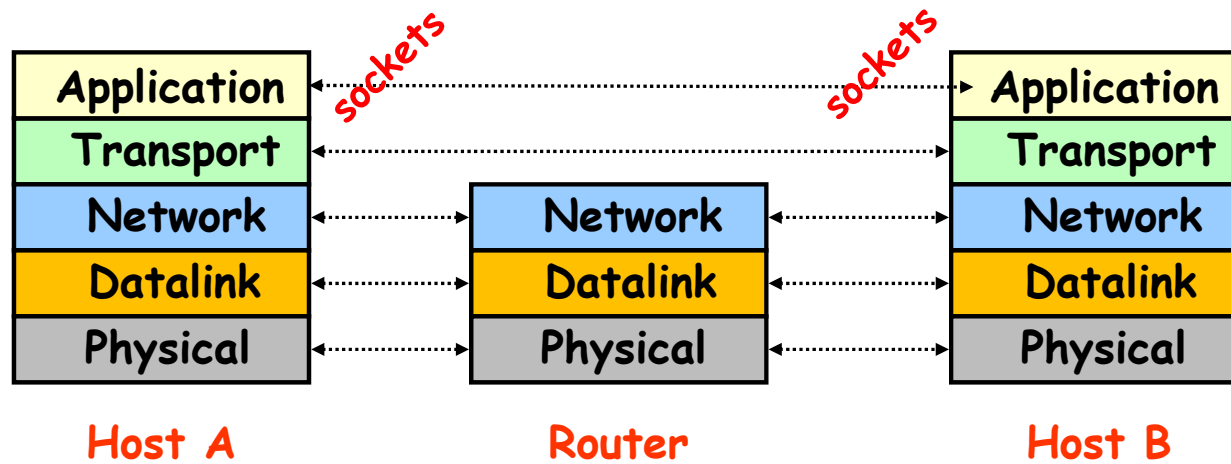 sockets
sockets
Application
Application
Transport
Transport
Network
Network
Network
Datalink
Datalink
Datalink
Physical
Physical
Physical
Host A
Router
Host B